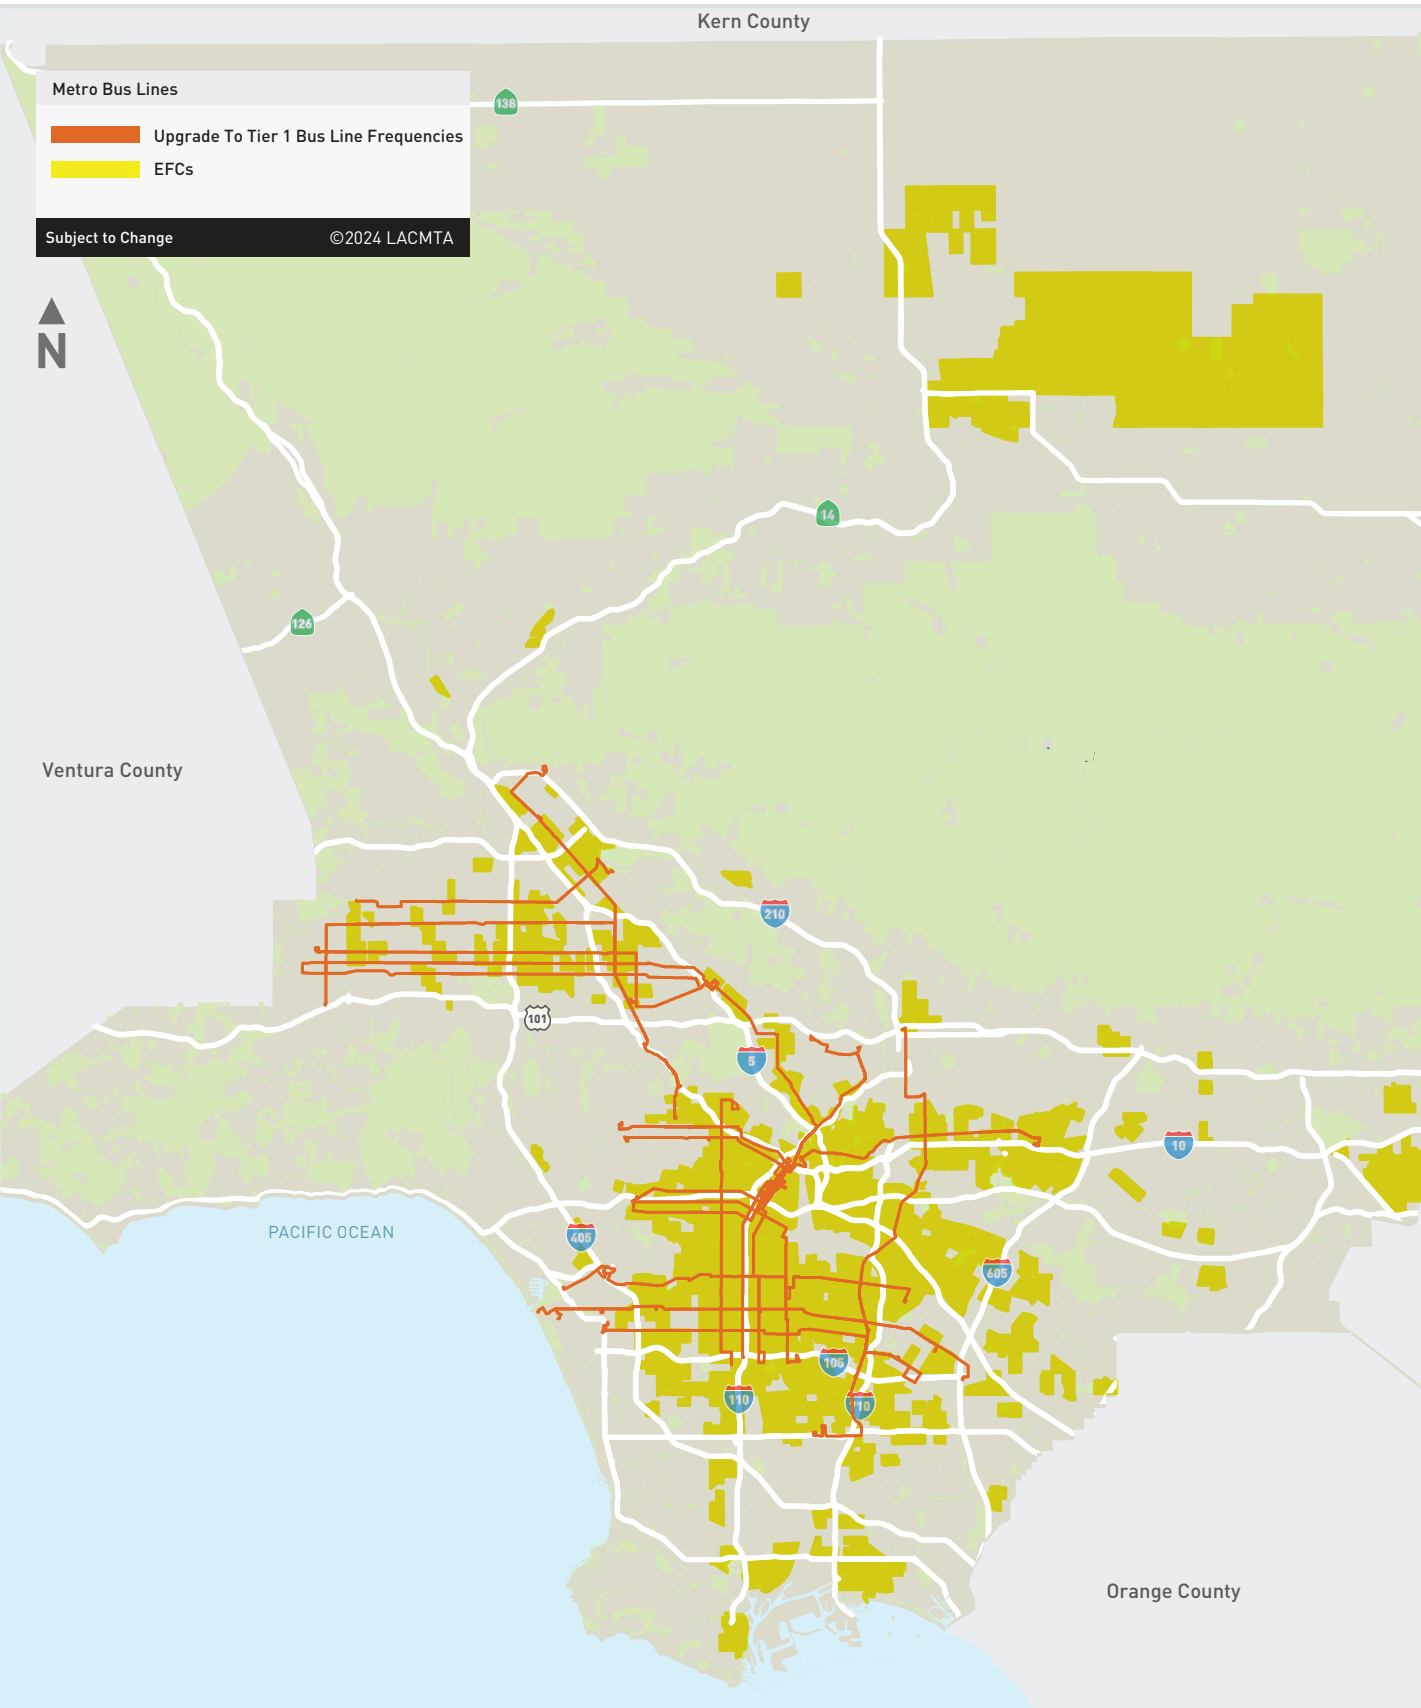 Kern County
Metro Bus Lines
138
Upgrade To Tier 1 Bus Line Frequencies
EFCs
Subject to Change
©2024 LACMTA
N
14
126
Ventura County
210
101
5
10
PACIFIC OCEAN
405
605
105
110
710
Orange County